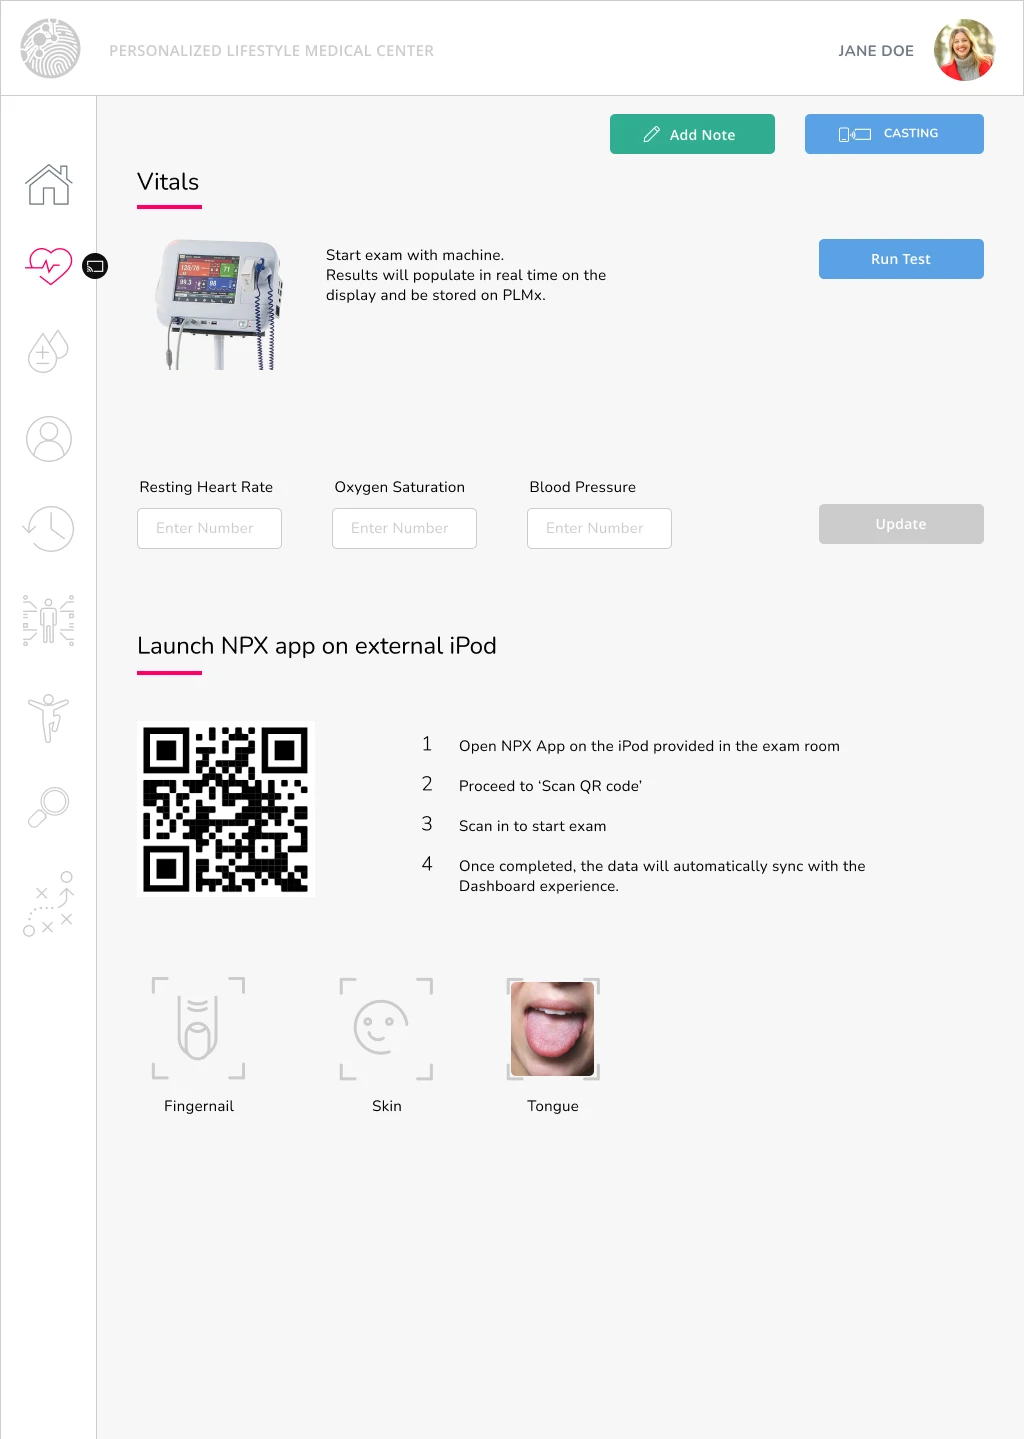 PERSONALIZED LIFESTYLE MEDICAL CENTER
JANE DOE
Add Note
CASTING
Vitals
Start exam with machine.
Results will populate in real time on the
display and be stored on PLMx.
Run Test
Resting Heart Rate
Oxygen Saturation
Blood Pressure
Enter Number
Enter Number
Enter Number
Update
Launch NPX app on external iPod
1 Open NPX App on the iPod provided in the exam room
2 Proceed to ‘Scan QR code’
3 Scan in to start exam
4 Once completed, the data will automatically sync with the
Dashboard experience.
Fingernail
Skin
Tongue